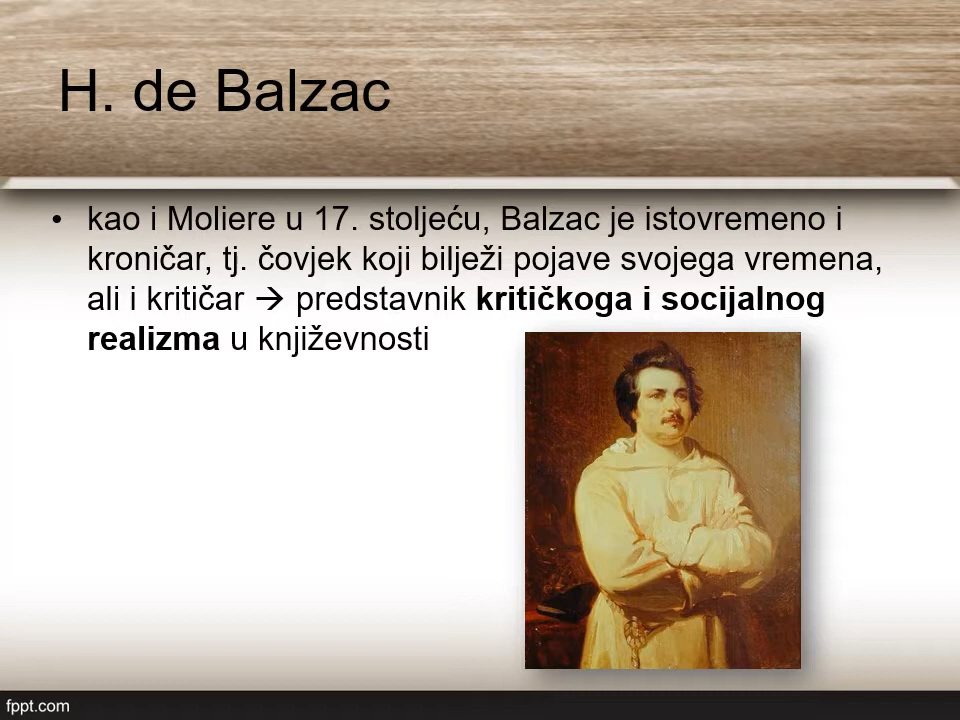 H. de Balzac
• kao i Moliere u 17. stoljeću, Balzac je istovremeno i
kroničar, tj. čovjek koji bilježi pojave svojega vremena,
ali i kritičar → predstavnik kritičkoga i socijalnog
realizma u književnosti
fppt.com